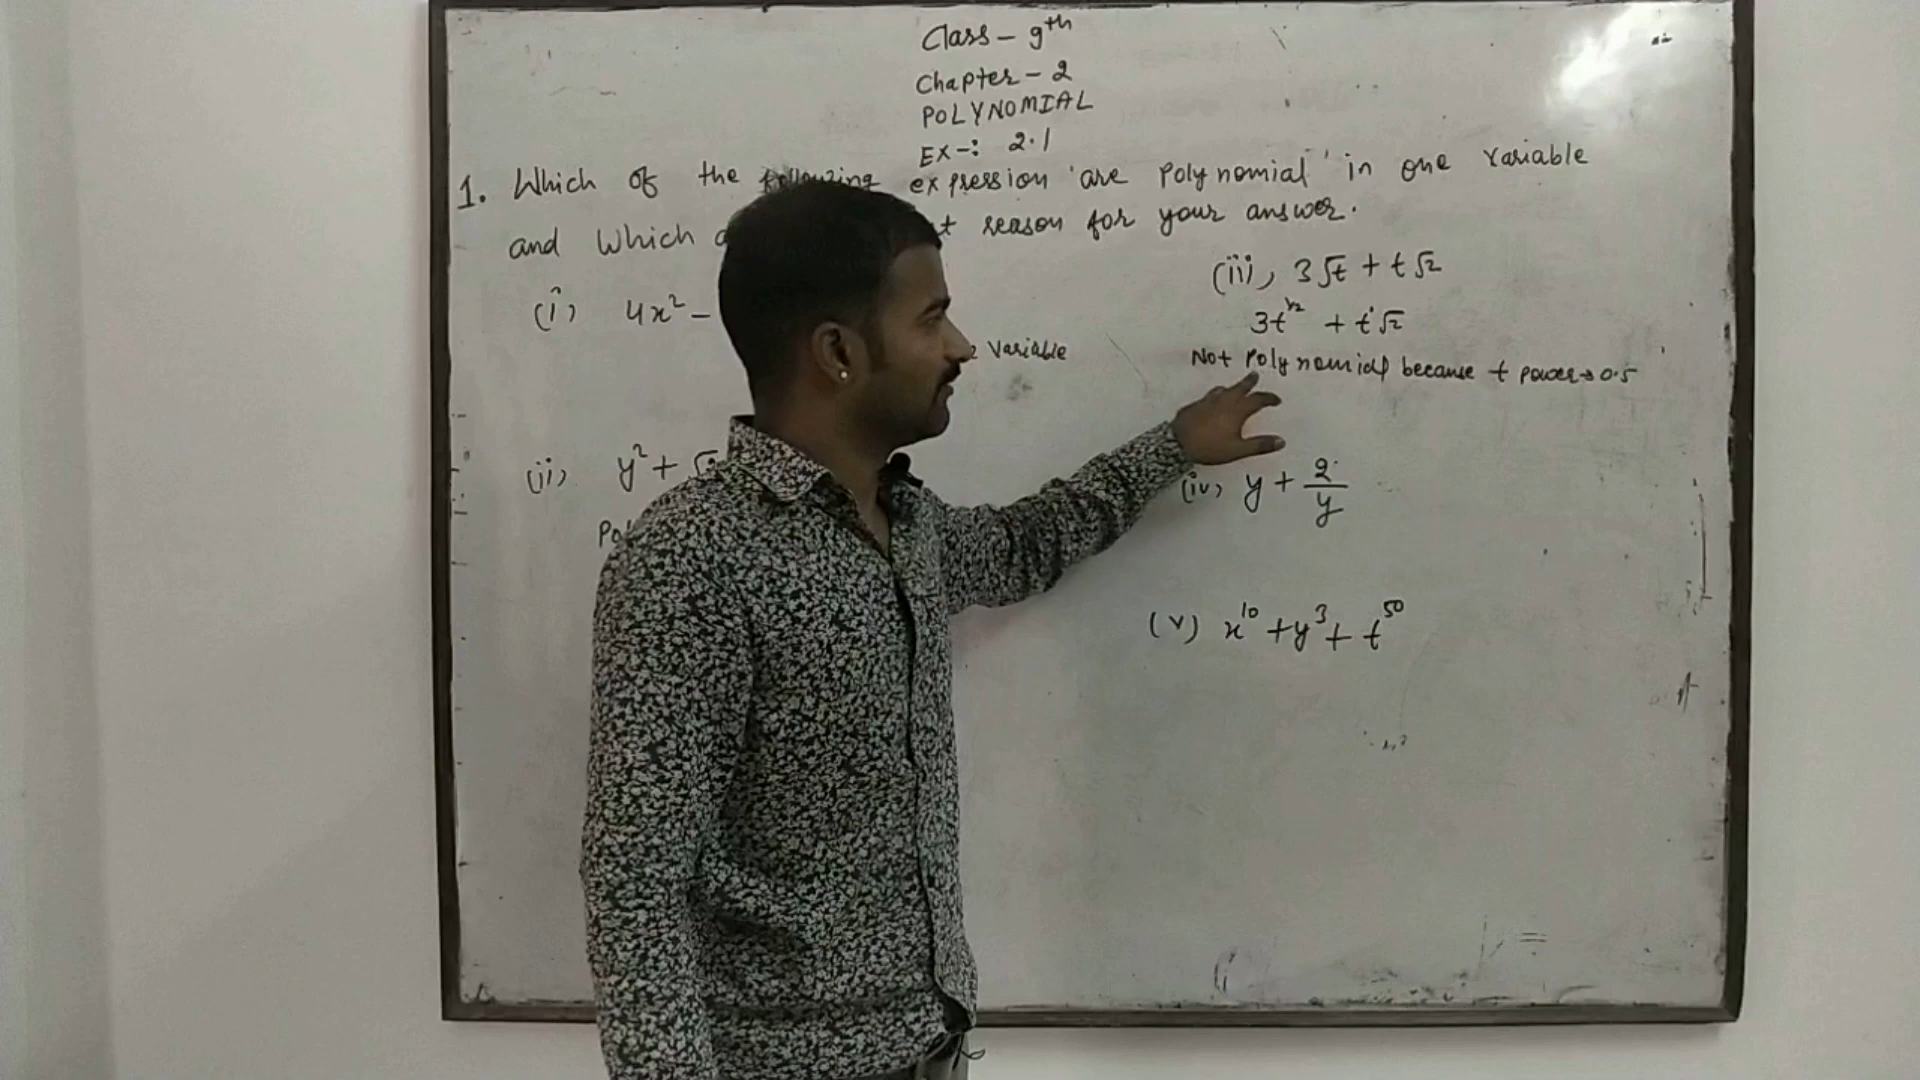 Class - 9th
Chapter - 2
POLYNOMIAL
EX-: 2.1
1. Which of the following expression are Polynomial in one variable
and Which reason for your answer.
(i) 4x² -
Variable
(ii) y² + √
(iii) 3√t + t√2
3t^1/2 + t¹√2
Not Polynomial because t power → 0.5
(iv) y + 2/y
(v) x¹⁰ + y³ + t⁵⁰